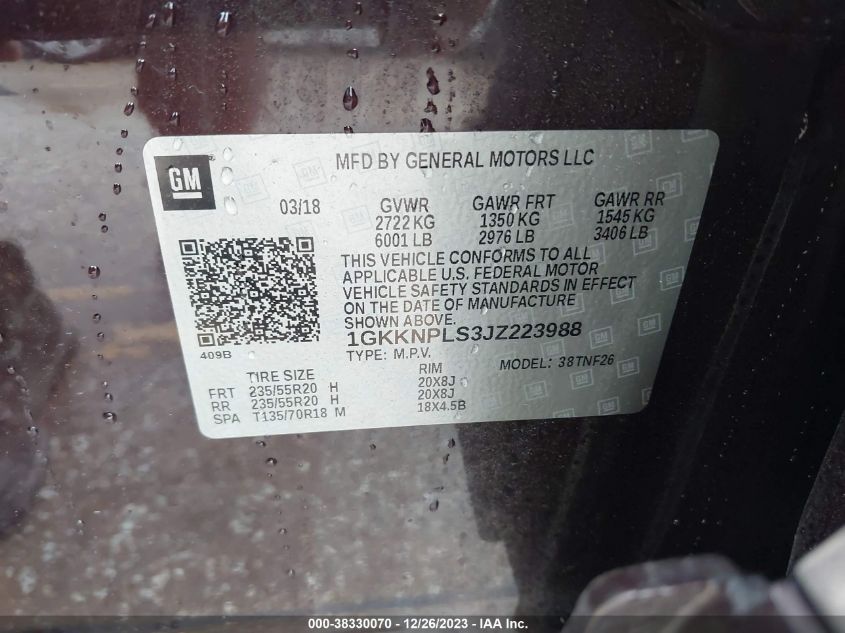 GM
MFD BY GENERAL MOTORS LLC
03/18
GVWR GAWR FRT GAWR RR
2722 KG 1350 KG 1545 KG
6001 LB 2976 LB 3406 LB
THIS VEHICLE CONFORMS TO ALL
APPLICABLE U.S. FEDERAL MOTOR
VEHICLE SAFETY STANDARDS IN EFFECT
ON THE DATE OF MANUFACTURE
SHOWN ABOVE.
1GKKNPLS3JZ223988
409B
TYPE: M.P.V. MODEL: 38TNF26
TIRE SIZE RIM
FRT 235/55R20 H 20X8J
RR 235/55R20 H 20X8J
SPA T135/70R18 M 18X4.5B
000-38330070 - 12/26/2023 - IAA Inc.